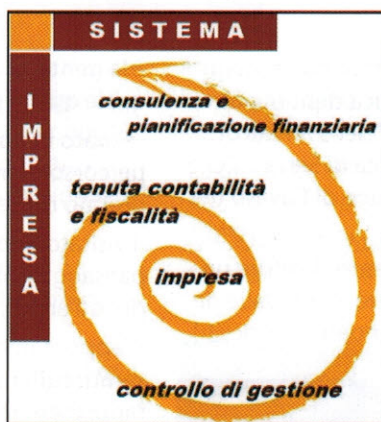 SISTEMA
IMPRESA
consulenza e
pianificazione finanziaria
tenuta contabilità
e fiscalità
impresa
controllo di gestione